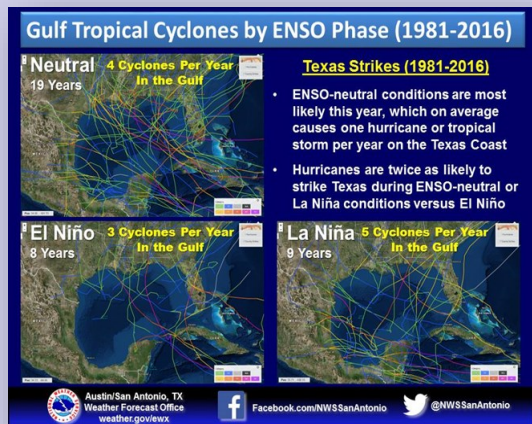 Gulf Tropical Cyclones by ENSO Phase (1981-2016)
Neutral
19 Years
4 Cyclones Per Year
In the Gulf
Texas Strikes (1981-2016)
• ENSO-neutral conditions are most
likely this year, which on average
causes one hurricane or tropical
storm per year on the Texas Coast
• Hurricanes are twice as likely to
strike Texas during ENSO-neutral or
La Niña conditions versus El Niño
El Niño
8 Years
3 Cyclones Per Year
In the Gulf
La Niña
9 Years
5 Cyclones Per Year
In the Gulf
Austin/San Antonio, TX
Weather Forecast Office
weather.gov/ewx
Facebook.com/NWSSanAntonio
@NWSSanAntonio